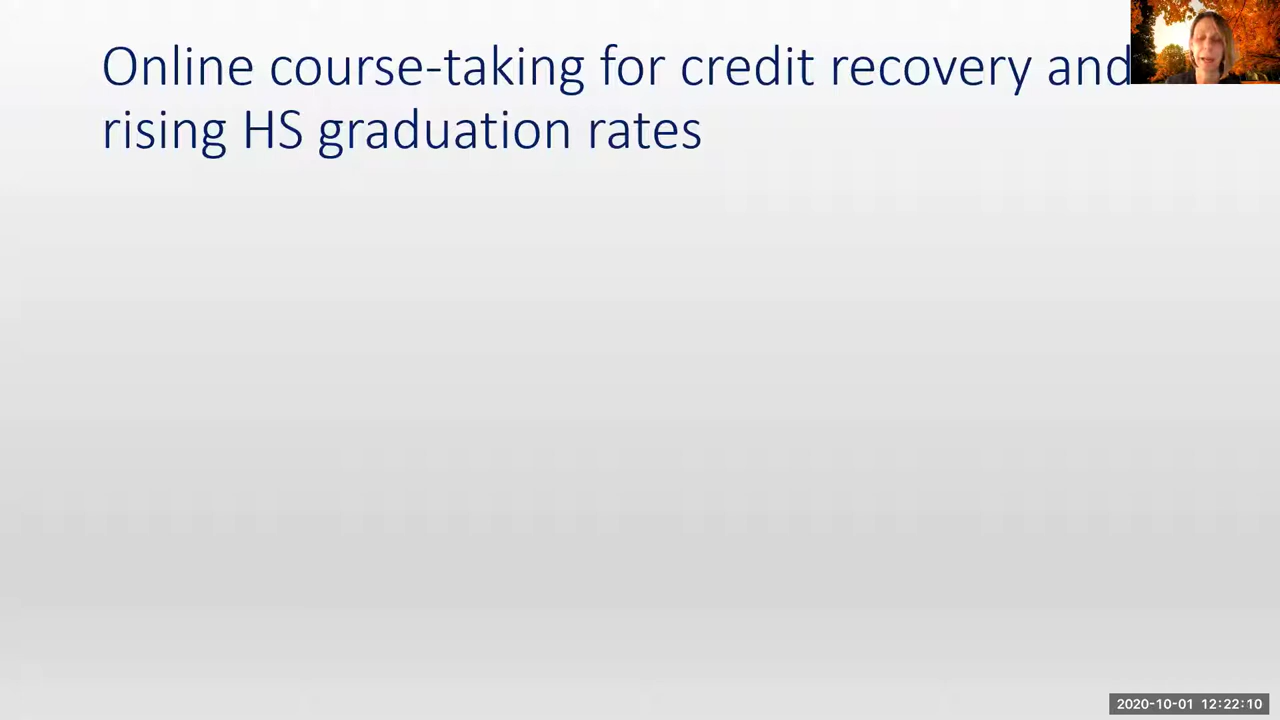 Online course-taking for credit recovery and
rising HS graduation rates
2020-10-01 12:22:10